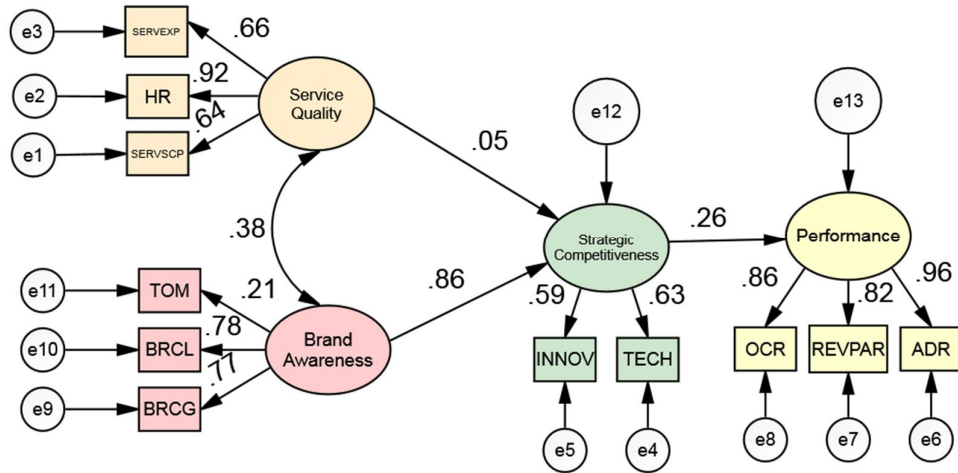 e3
SERVEXP
.66
e2
HR
.92
e1
SERVSCP
.64
Service
Quality
e12
e13
.05
.38
Strategic
Competitiveness
.26
Performance
e11
TOM
.21
e10
BRCL
.78
e9
BRCG
.77
Brand
Awareness
.86
.59
.63
.86
.82
.96
INNOV
TECH
OCR
REVPAR
ADR
e5
e4
e8
e7
e6